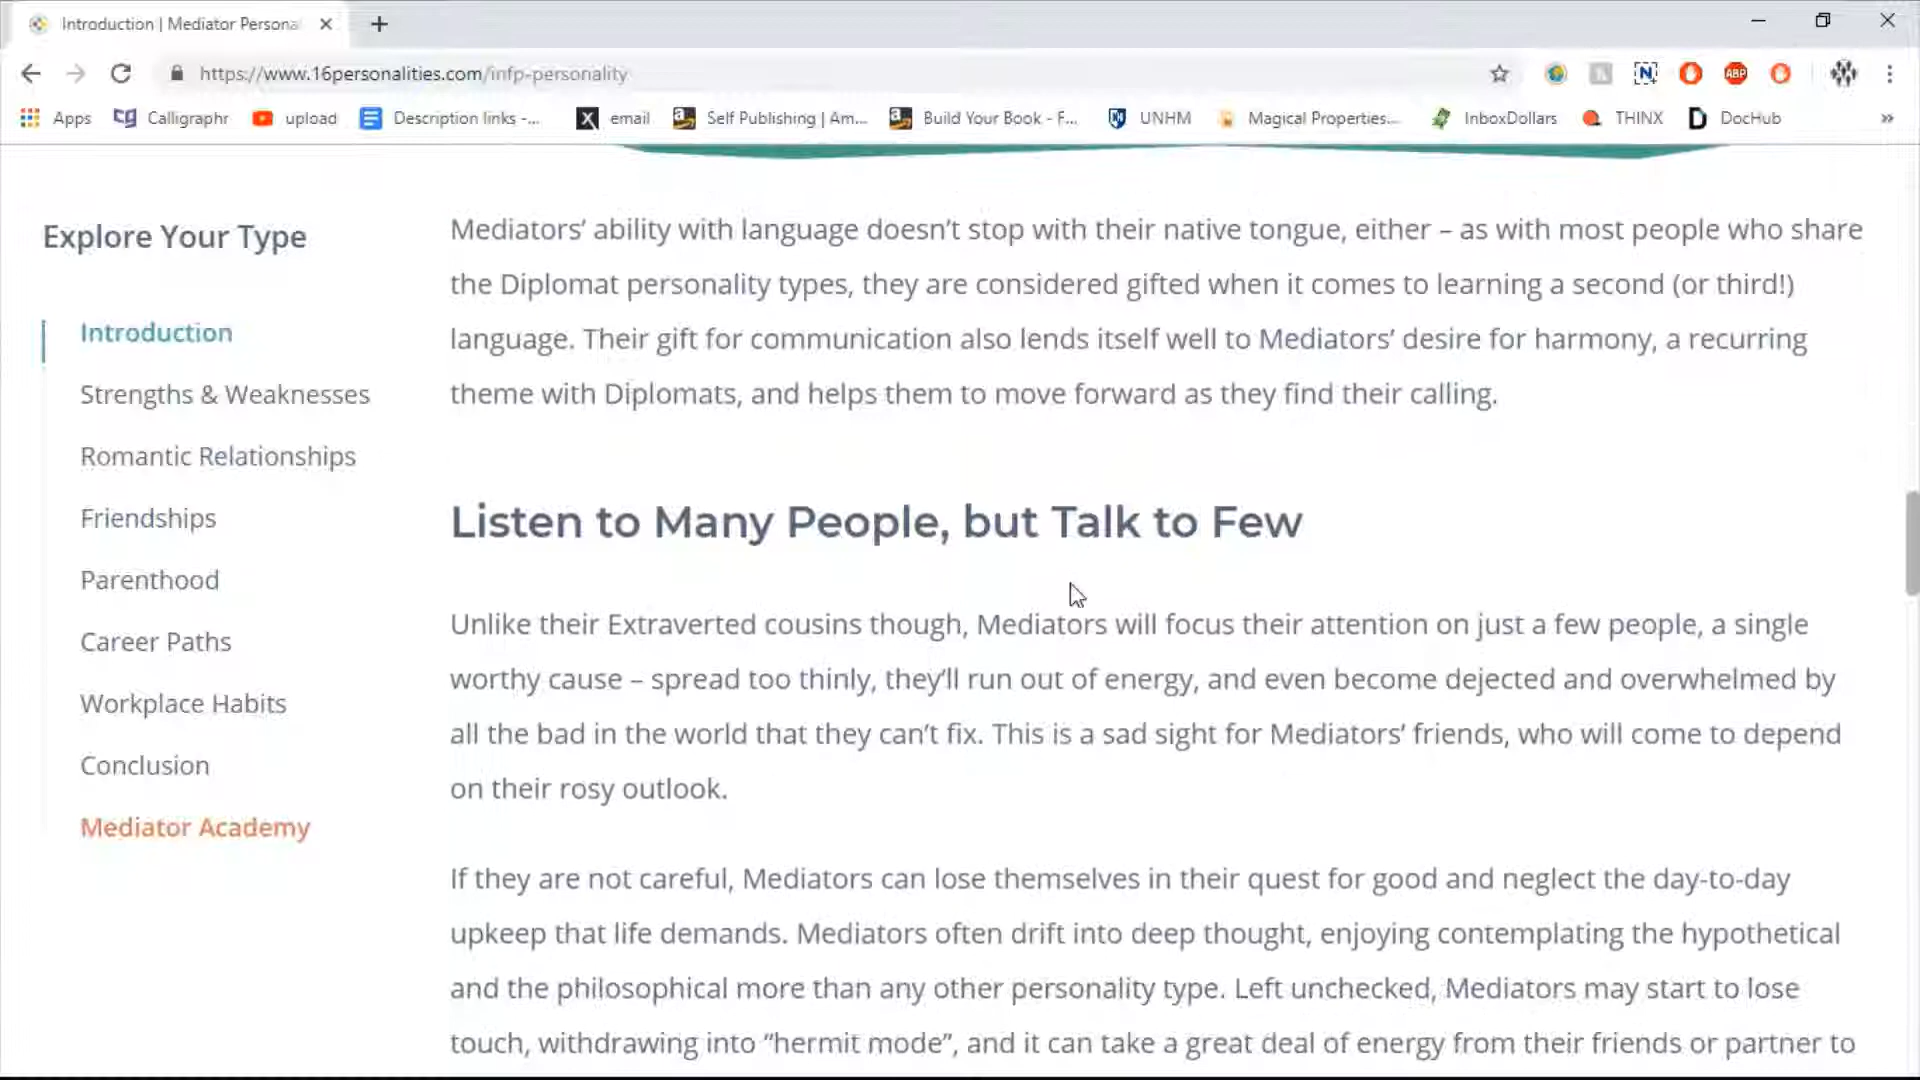 Introduction | Mediator Persona
https://www.16personalities.com/infp-personality
ABP
Apps Calligraphr upload Description links -... email Self Publishing | Am... Build Your Book - F... UNHM Magical Properties... InboxDollars THINX DocHub »
Explore Your Type
Introduction
Strengths & Weaknesses
Romantic Relationships
Friendships
Parenthood
Career Paths
Workplace Habits
Conclusion
Mediator Academy
Mediators’ ability with language doesn’t stop with their native tongue, either – as with most people who share
the Diplomat personality types, they are considered gifted when it comes to learning a second (or third!)
language. Their gift for communication also lends itself well to Mediators’ desire for harmony, a recurring
theme with Diplomats, and helps them to move forward as they find their calling.
Listen to Many People, but Talk to Few
Unlike their Extraverted cousins though, Mediators will focus their attention on just a few people, a single
worthy cause – spread too thinly, they’ll run out of energy, and even become dejected and overwhelmed by
all the bad in the world that they can’t fix. This is a sad sight for Mediators’ friends, who will come to depend
on their rosy outlook.
If they are not careful, Mediators can lose themselves in their quest for good and neglect the day-to-day
upkeep that life demands. Mediators often drift into deep thought, enjoying contemplating the hypothetical
and the philosophical more than any other personality type. Left unchecked, Mediators may start to lose
touch, withdrawing into “hermit mode”, and it can take a great deal of energy from their friends or partner to